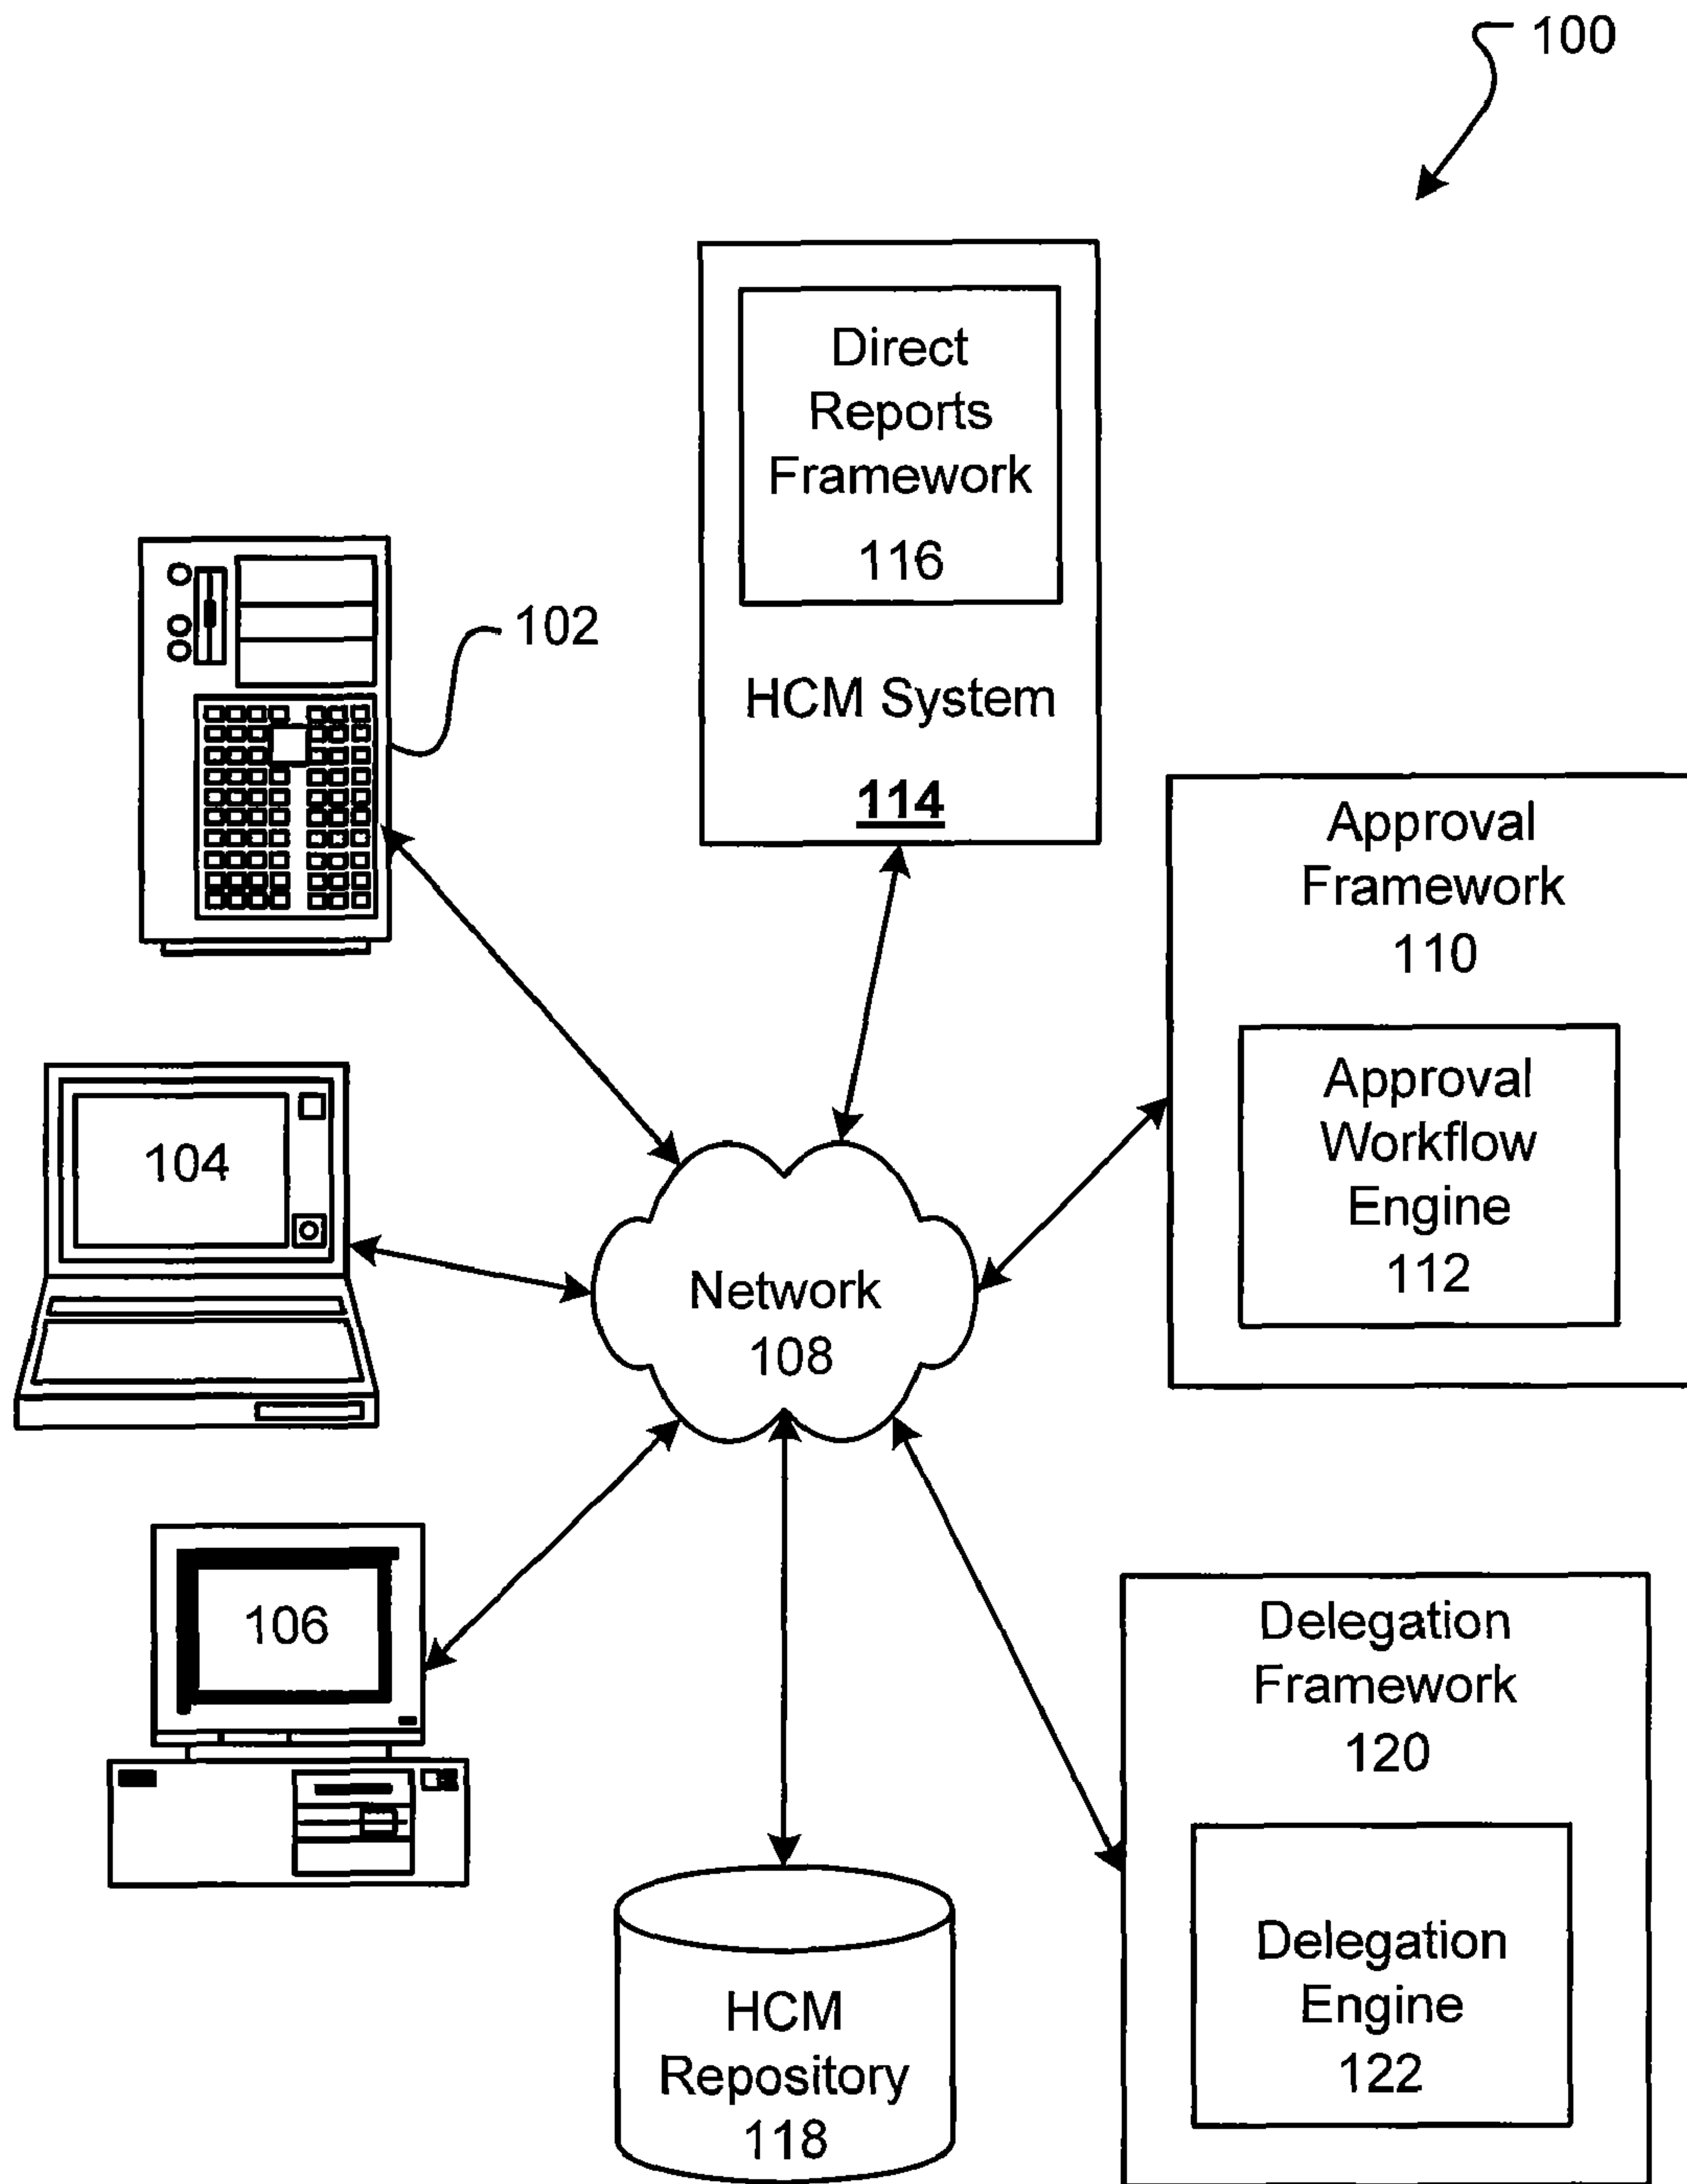 100
Direct
Reports
Framework
116
HCM System
114
102
Approval
Framework
110
Approval
Workflow
Engine
112
104
Network
108
106
Delegation
Framework
120
Delegation
Engine
122
HCM
Repository
118